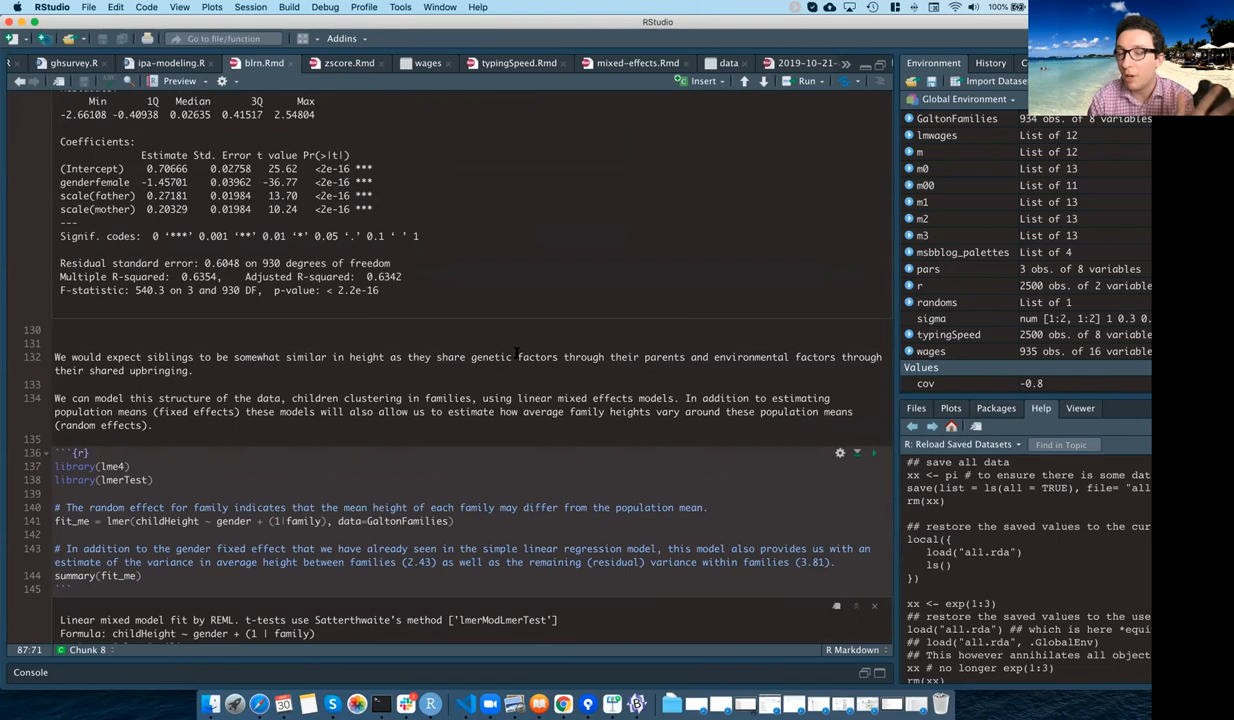 RStudio File Edit Code View Plots Session Build Debug Profile Tools Window Help 100%
RStudio
Go to file/function Addins
ghsurvey.R ipa-modeling.R blrn.Rmd zscore.Rmd wages typingSpeed.Rmd mixed-effects.Rmd data 2019-10-21-
Preview Insert Run
Min 1Q Median 3Q Max
-2.66108 -0.40938 0.02635 0.41517 2.54804
Coefficients:
Estimate Std. Error t value Pr(>|t|)
(Intercept) 0.70666 0.02758 25.62 <2e-16 ***
genderfemale -1.45701 0.03962 -36.77 <2e-16 ***
scale(father) 0.27181 0.01984 13.70 <2e-16 ***
scale(mother) 0.20329 0.01984 10.24 <2e-16 ***
---
Signif. codes: 0 ‘***’ 0.001 ‘**’ 0.01 ‘*’ 0.05 ‘.’ 0.1 ‘ ’ 1
Residual standard error: 0.6048 on 930 degrees of freedom
Multiple R-squared: 0.6354, Adjusted R-squared: 0.6342
F-statistic: 540.3 on 3 and 930 DF, p-value: < 2.2e-16
130
131
132 We would expect siblings to be somewhat similar in height as they share genetic factors through their parents and environmental factors through
their shared upbringing.
133
134 We can model this structure of the data, children clustering in families, using linear mixed effects models. In addition to estimating
population means (fixed effects) these models will also allow us to estimate how average family heights vary around these population means
(random effects).
135
136 ```{r}
137 library(lme4)
138 library(lmerTest)
139
140 # The random effect for family indicates that the mean height of each family may differ from the population mean.
141 fit_me = lmer(childHeight ~ gender + (1|family), data=GaltonFamilies)
142
143 # In addition to the gender fixed effect that we have already seen in the simple linear regression model, this model also provides us with an
estimate of the variance in average height between families (2.43) as well as the remaining (residual) variance within families (3.81).
144 summary(fit_me)
145 ```
Linear mixed model fit by REML. t-tests use Satterthwaite's method ['lmerModLmerTest']
Formula: childHeight ~ gender + (1 | family)
87:71 Chunk 8 R Markdown
Console
Environment History
Import Datase
Global Environment
GaltonFamilies 934 obs. of 8 variables
lmwages List of 12
m List of 12
m0 List of 13
m00 List of 11
m1 List of 13
m2 List of 13
m3 List of 13
msbblog_palettes List of 4
pars 3 obs. of 8 variables
r 2500 obs. of 2 variable
randoms List of 1
sigma num [1:2, 1:2] 1 0.3 0.
typingSpeed 2500 obs. of 8 variable
wages 935 obs. of 16 variable
Values
cov -0.8
Files Plots Packages Help Viewer
R: Reload Saved Datasets Find in Topic
## save all data
xx <- pi # to ensure there is some dat
save(list = ls(all = TRUE), file= "all
rm(xx)
## restore the saved values to the cur
local({
load("all.rda")
ls()
})
xx <- exp(1:3)
## restore the saved values to the use
load("all.rda") ## which is here *equi
## load("all.rda", .GlobalEnv)
## This however annihilates all object
xx # no longer exp(1:3)
rm(xx)